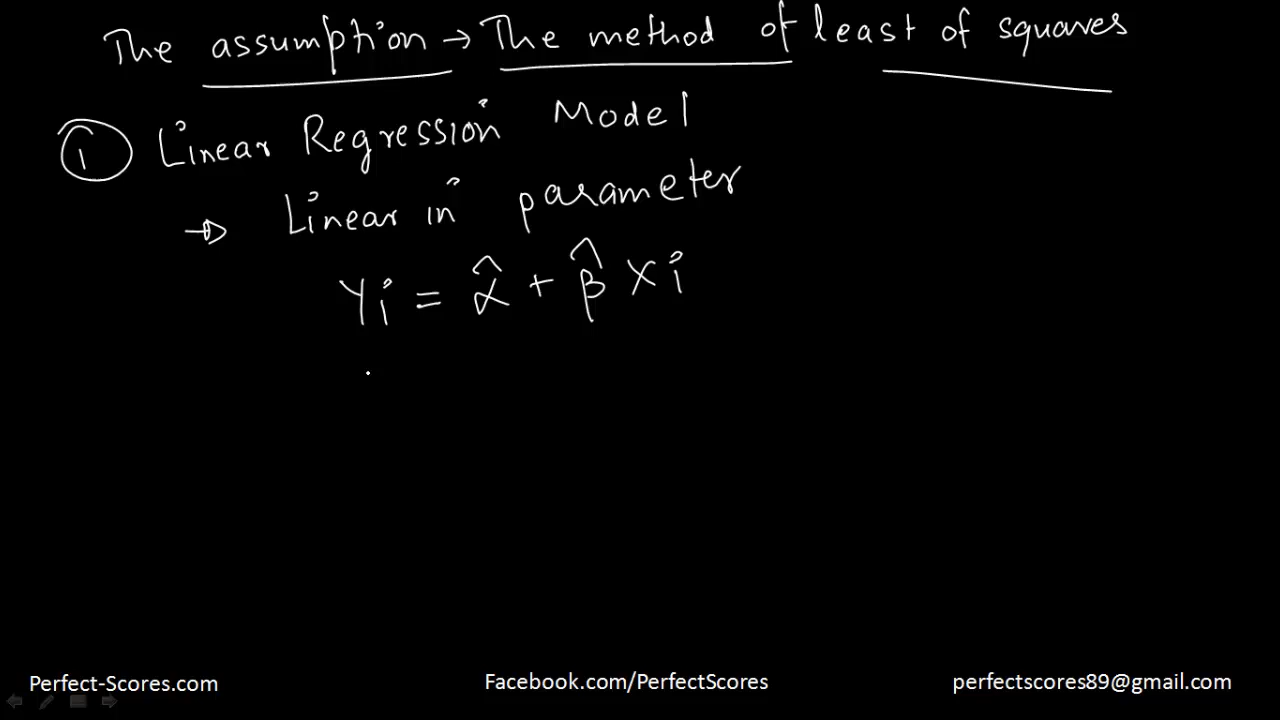 The assumption → The method of least of squares
① Linear Regression Model
→ Linear in parameter
Yi = α̂ + β̂ Xi
Perfect-Scores.com Facebook.com/PerfectScores perfectscores89@gmail.com